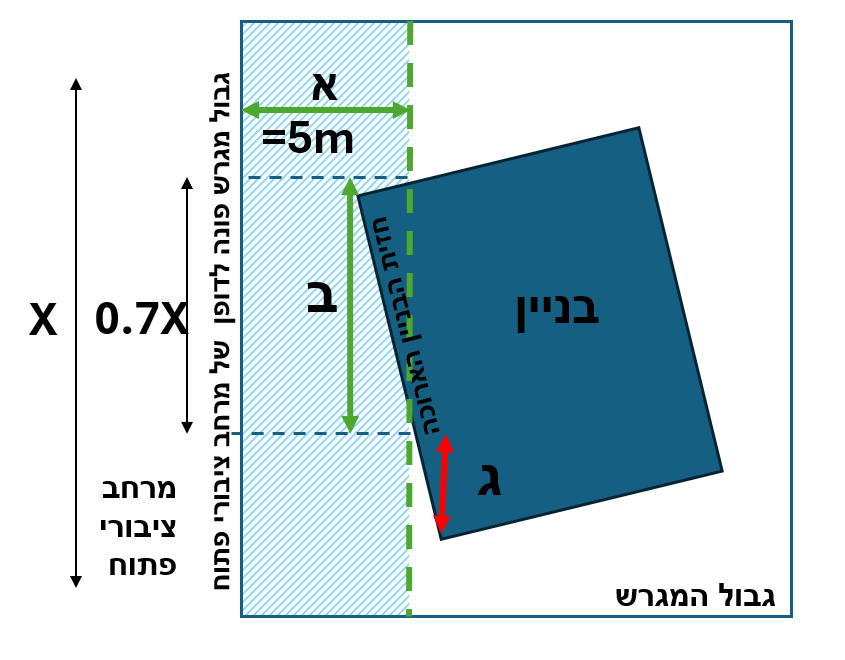 א
=5m
גבול מגרש פונה לדופן של מרחב ציבורי פתוח
X
0.7X
ב
חזית הבניין הארוכה
בניין
ג
מרחב
ציבורי
פתוח
גבול המגרש